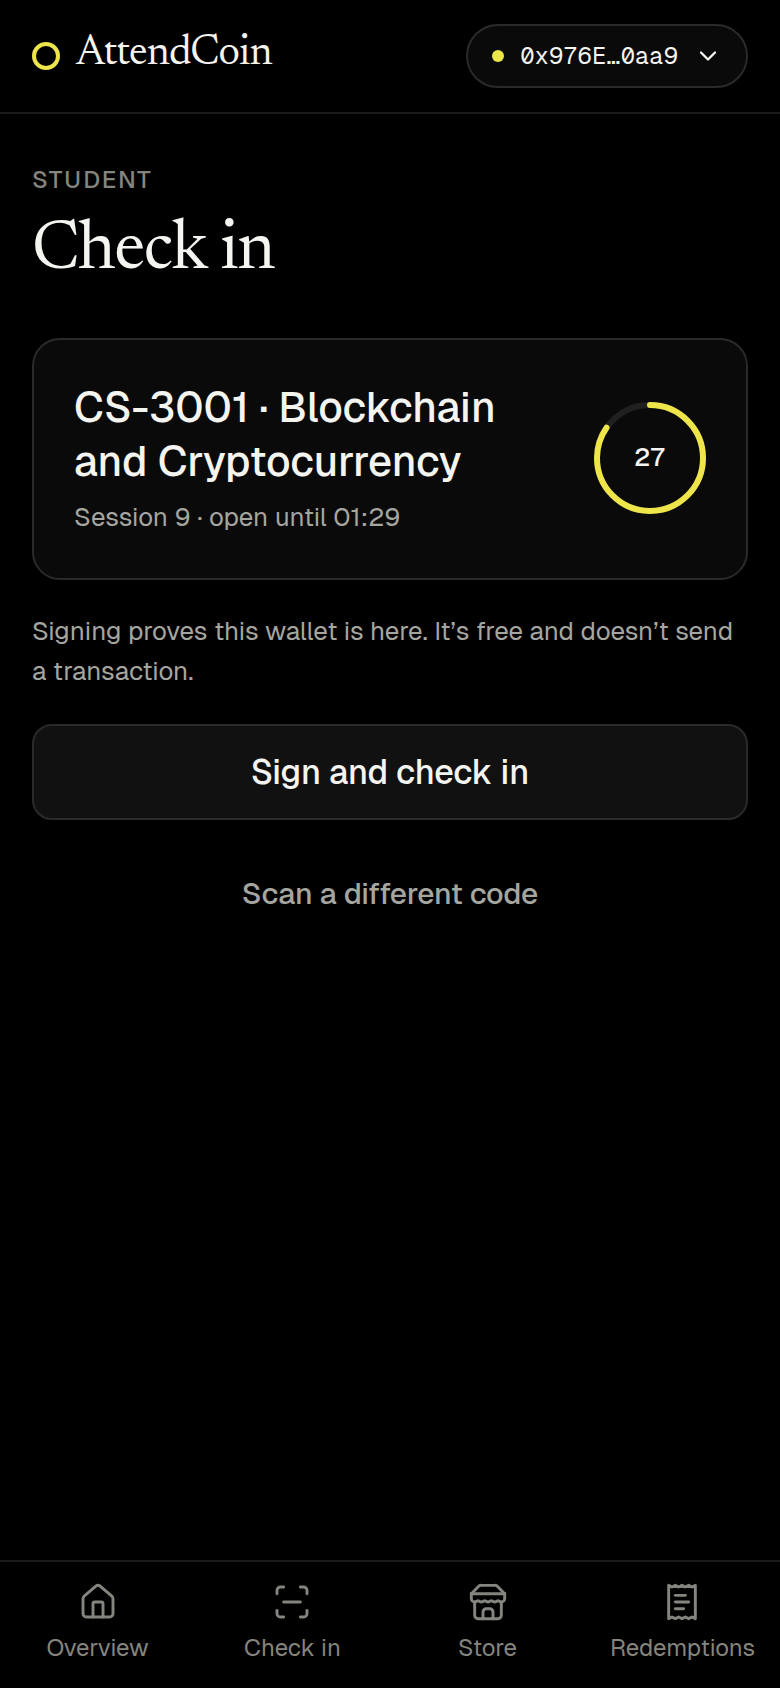 AttendCoin
0x976E…0aa9
STUDENT
Check in
CS-3001 · Blockchain
and Cryptocurrency
Session 9 · open until 01:29
27
Signing proves this wallet is here. It’s free and doesn’t send
a transaction.
Sign and check in
Scan a different code
Overview
Check in
Store
Redemptions